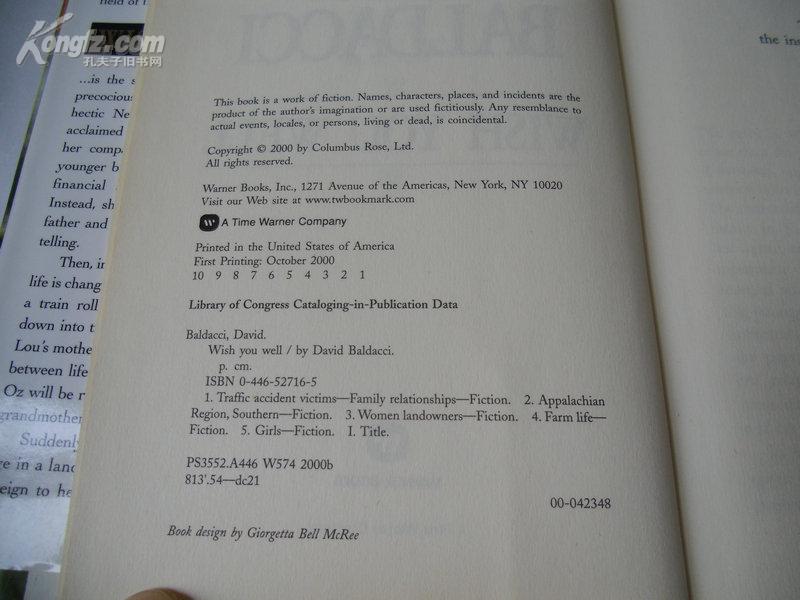 Kongfz.com
孔夫子旧书网
BALDACCI
field of
...is the s
precocious
hectic Ne
acclaimed
her compa
younger b
financial
Instead, sh
father and
telling.
Then, in
life is chang
a train roll
down into t
Lou's mothe
between life
Oz will be r
grandmother
Suddenly
e in a land
eign to he
This book is a work of fiction. Names, characters, places, and incidents are the
product of the author's imagination or are used fictitiously. Any resemblance to
actual events, locales, or persons, living or dead, is coincidental.
Copyright © 2000 by Columbus Rose, Ltd.
All rights reserved.
Warner Books, Inc., 1271 Avenue of the Americas, New York, NY 10020
Visit our Web site at www.twbookmark.com
W A Time Warner Company
Printed in the United States of America
First Printing: October 2000
10 9 8 7 6 5 4 3 2 1
Library of Congress Cataloging-in-Publication Data
Baldacci, David.
Wish you well / by David Baldacci.
p. cm.
ISBN 0-446-52716-5
1. Traffic accident victims—Family relationships—Fiction. 2. Appalachian
Region, Southern—Fiction. 3. Women landowners—Fiction. 4. Farm life—
Fiction. 5. Girls—Fiction. I. Title.
PS3552.A446 W574 2000b
813'.54—dc21
00-042348
Book design by Giorgetta Bell McRee
the ins